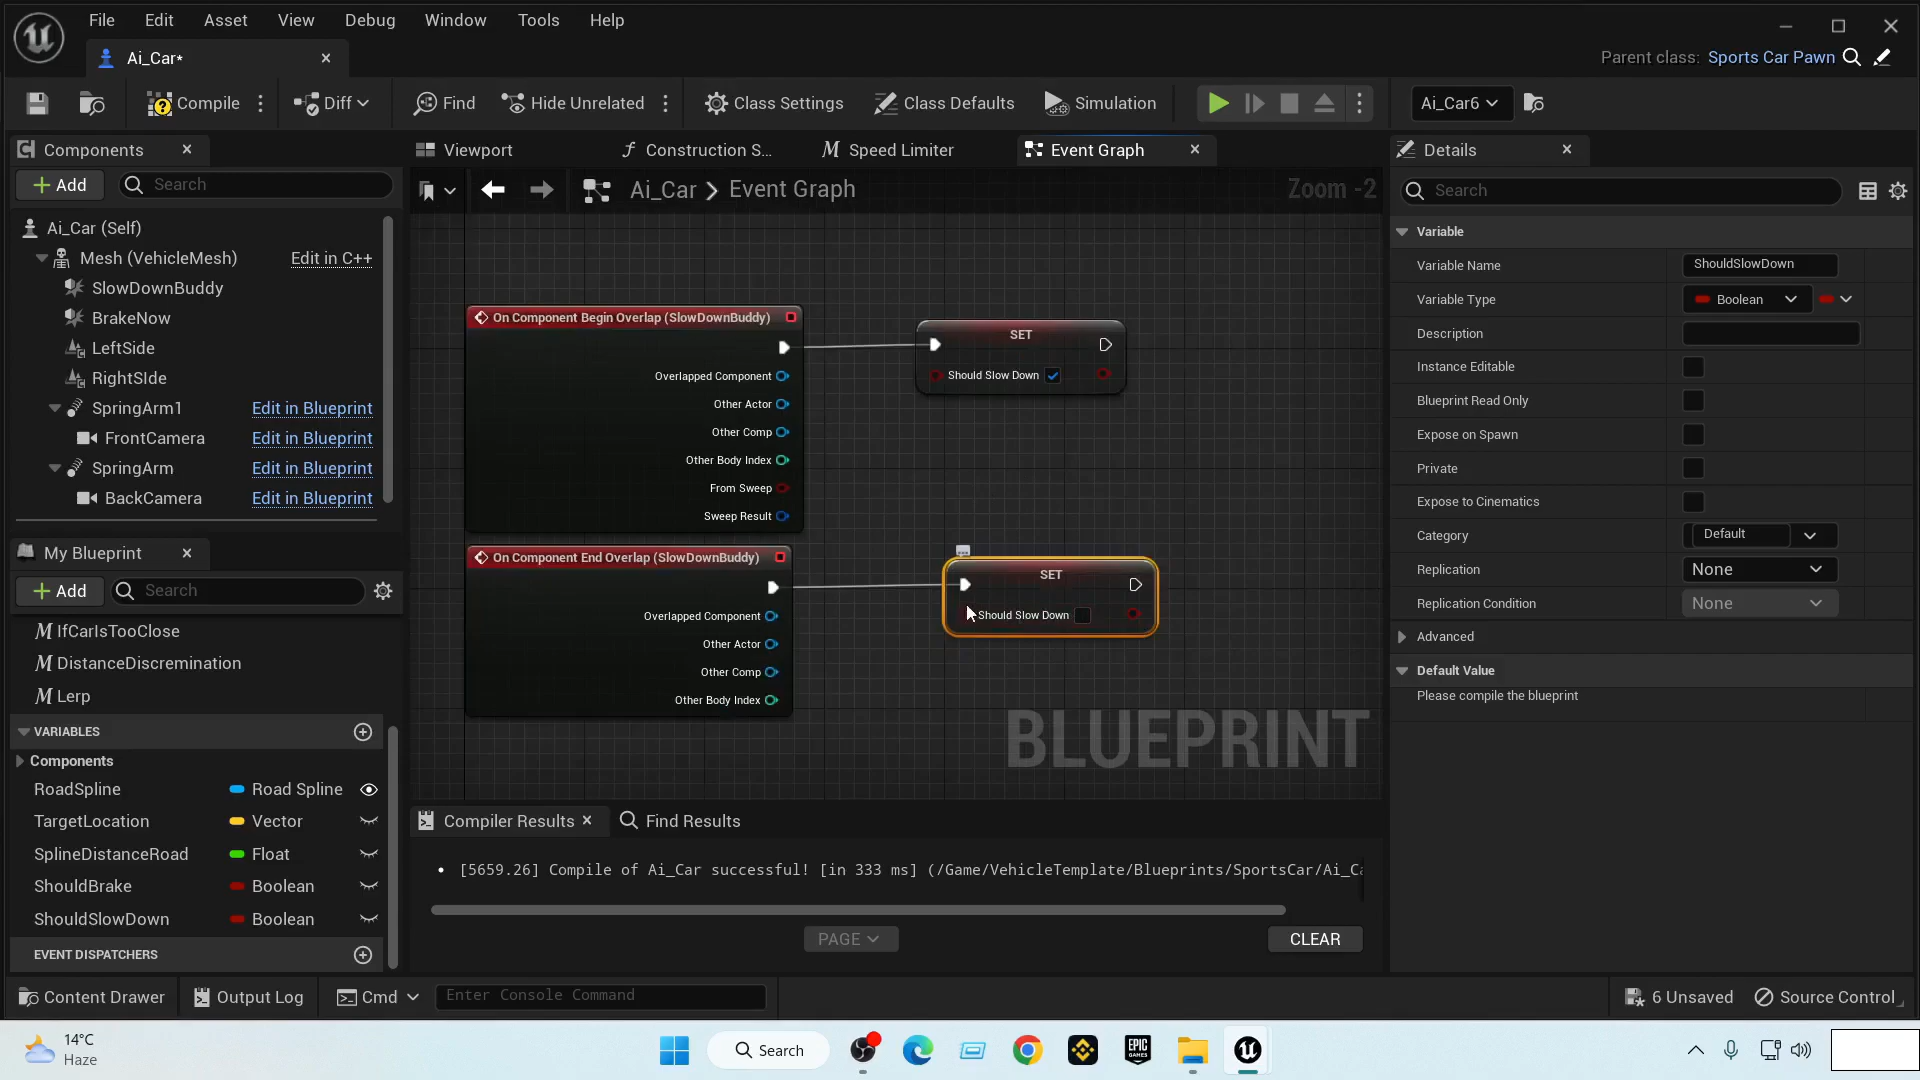 File Edit View Asset View Debug Window Tools Help
Ai_Car*
Parent class: Sports Car Pawn
Compile Diff Find Hide Unrelated Class Settings Class Defaults Simulation Ai_Car6
Components
Viewport Construction S... Speed Limiter Event Graph
Details
Add Search
Ai_Car > Event Graph
Zoom -2
Search
Ai_Car (Self)
Mesh (VehicleMesh) Edit in C++
SlowDownBuddy
BrakeNow
LeftSide
RightSIde
SpringArm1 Edit in Blueprint
FrontCamera Edit in Blueprint
SpringArm Edit in Blueprint
BackCamera Edit in Blueprint
My Blueprint
Add Search
IfCarIsTooClose
DistanceDiscremination
Lerp
VARIABLES
Components
RoadSpline Road Spline
TargetLocation Vector
SplineDistanceRoad Float
ShouldBrake Boolean
ShouldSlowDown Boolean
EVENT DISPATCHERS
On Component Begin Overlap (SlowDownBuddy)
Overlapped Component
Other Actor
Other Comp
Other Body Index
From Sweep
Sweep Result
SET
Should Slow Down
On Component End Overlap (SlowDownBuddy)
Overlapped Component
Other Actor
Other Comp
Other Body Index
SET
Should Slow Down
BLUEPRINT
Compiler Results Find Results
[5659.26] Compile of Ai_Car successful! [in 333 ms] (/Game/VehicleTemplate/Blueprints/SportsCar/Ai_Ca
PAGE
CLEAR
Variable
Variable Name ShouldSlowDown
Variable Type Boolean
Description
Instance Editable
Blueprint Read Only
Expose on Spawn
Private
Expose to Cinematics
Category Default
Replication None
Replication Condition None
Advanced
Default Value
Please compile the blueprint
Content Drawer Output Log Cmd Enter Console Command
6 Unsaved Source Control
14°C
Haze
Search
EPIC
GAMES